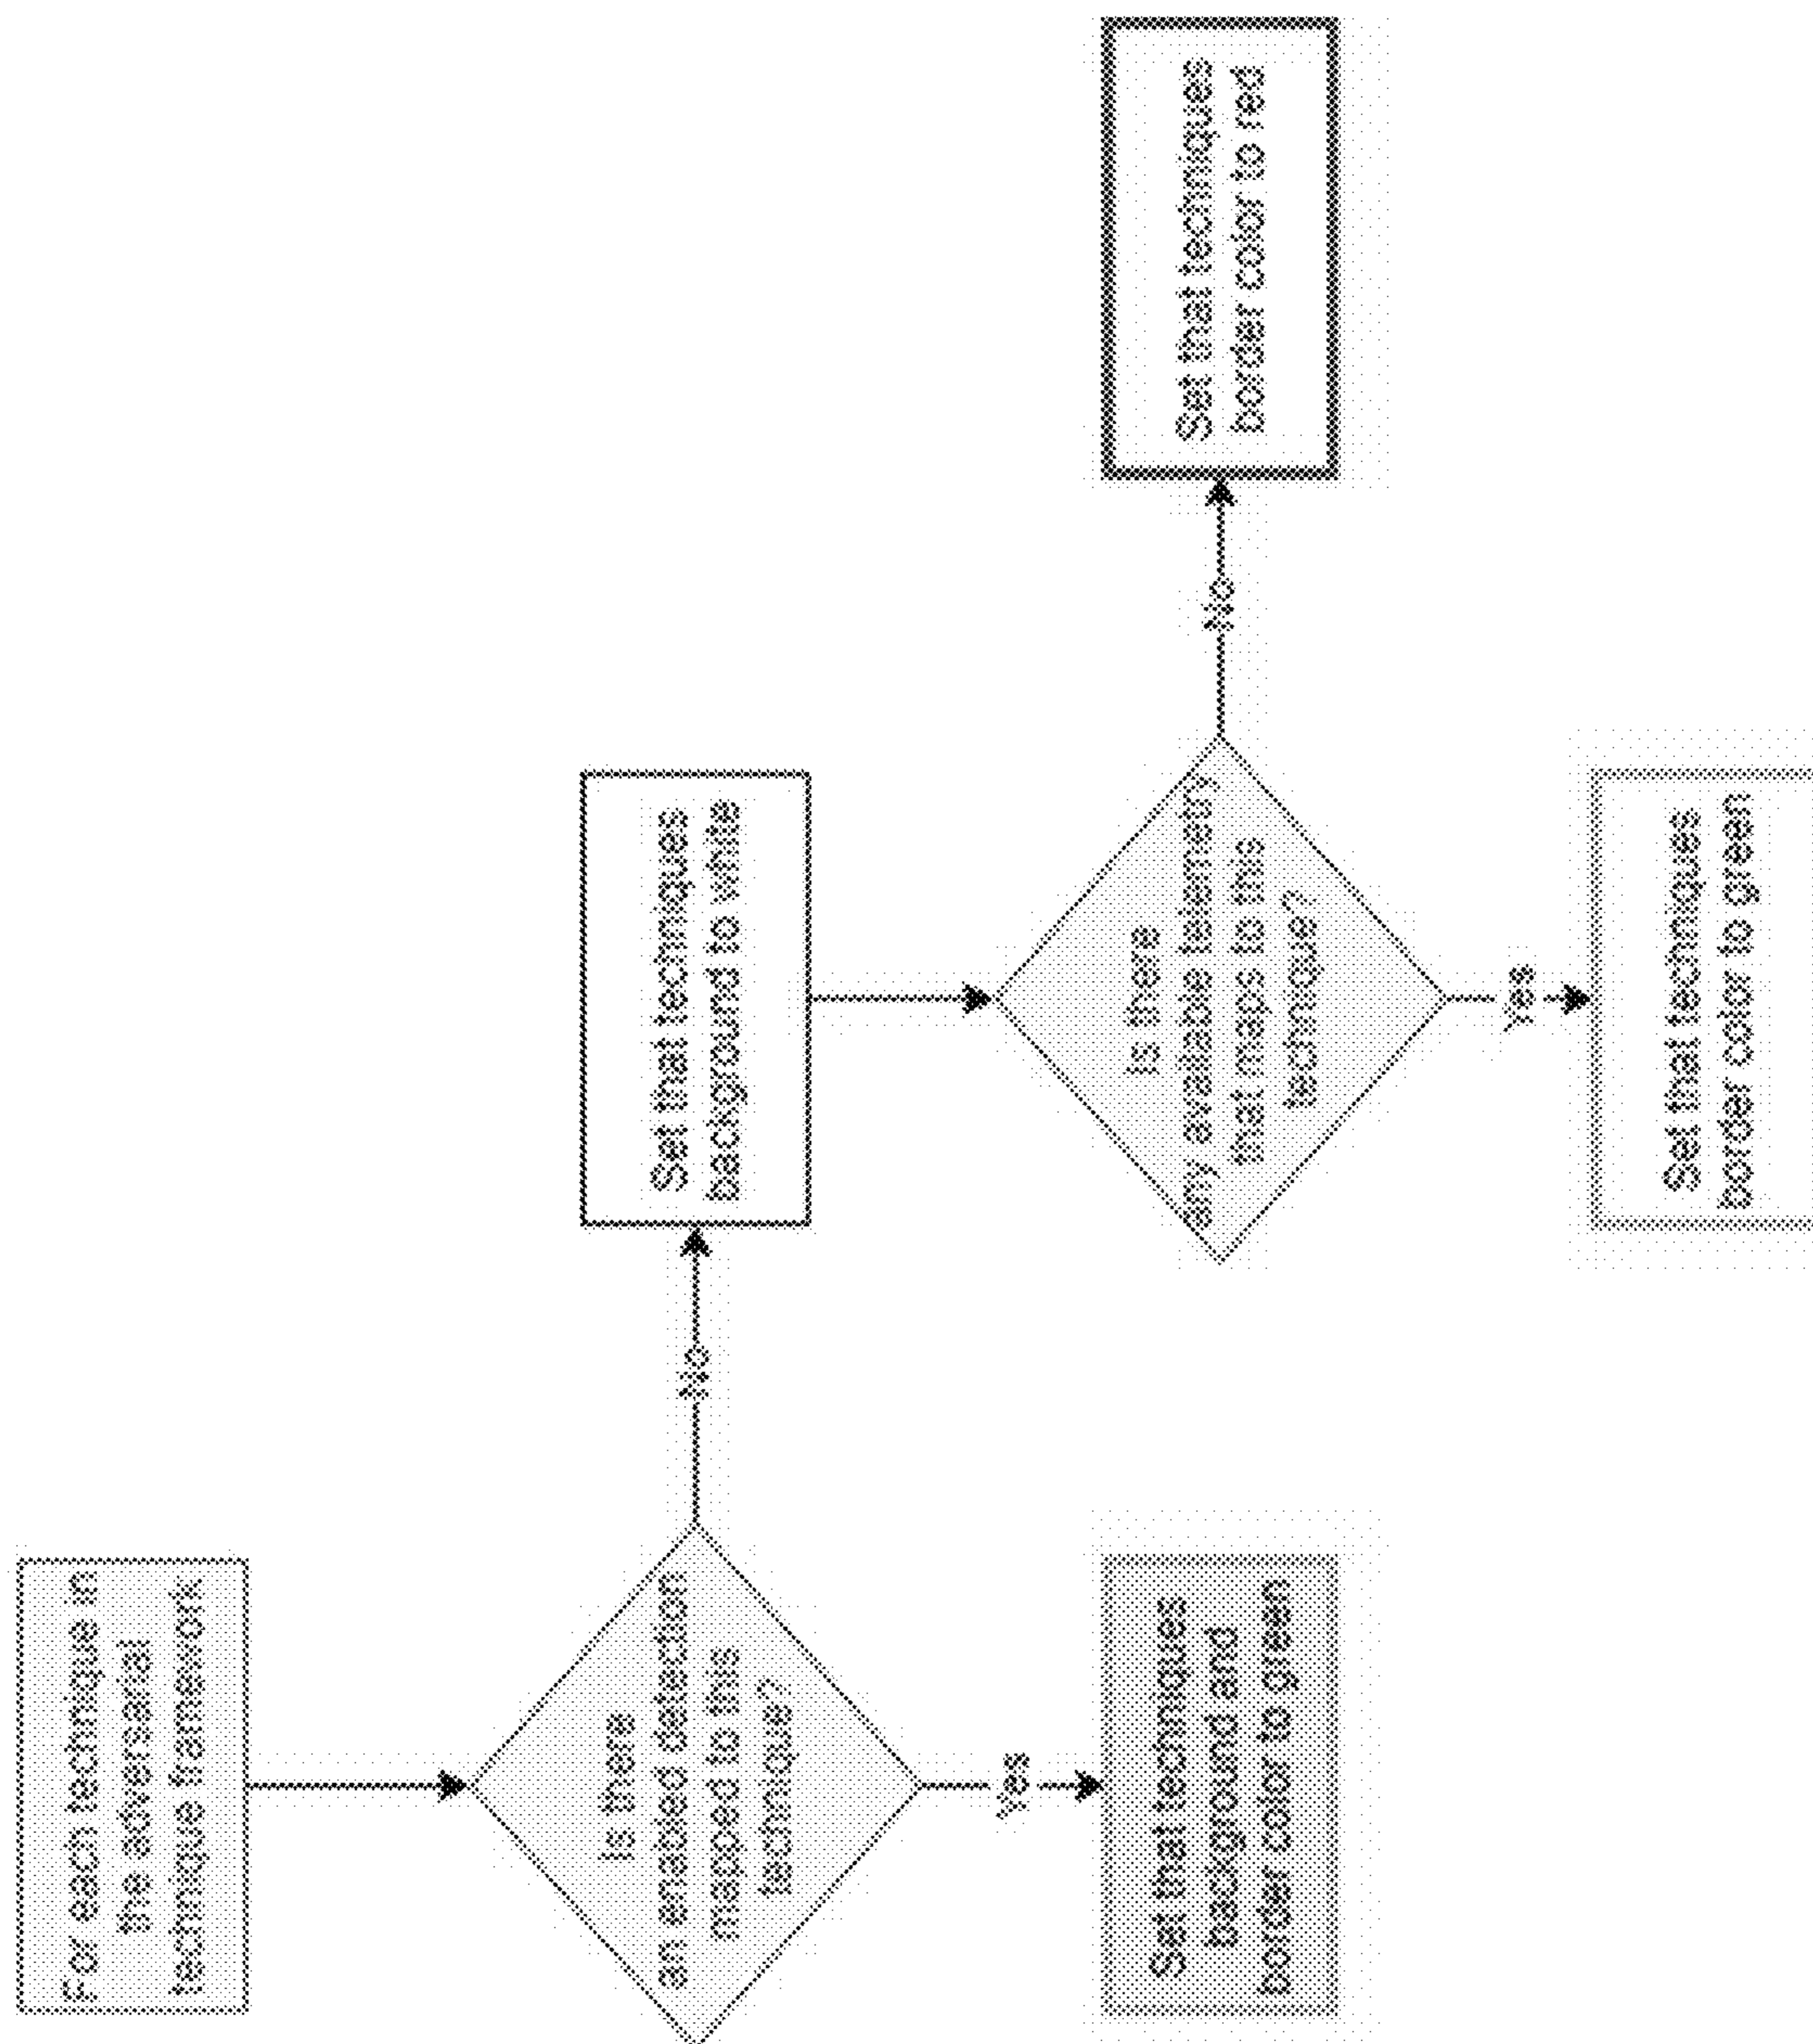 For each technique in
the adversarial
technique framework
Is there
an enabled detection
mapped to this
technique?
No
Set that techniques
background to white
Yes
Set that techniques
background and
border color to green
Is there
any available telemetry
that maps to this
technique?
No
Set that techniques
border color to red
Yes
Set that techniques
border color to green